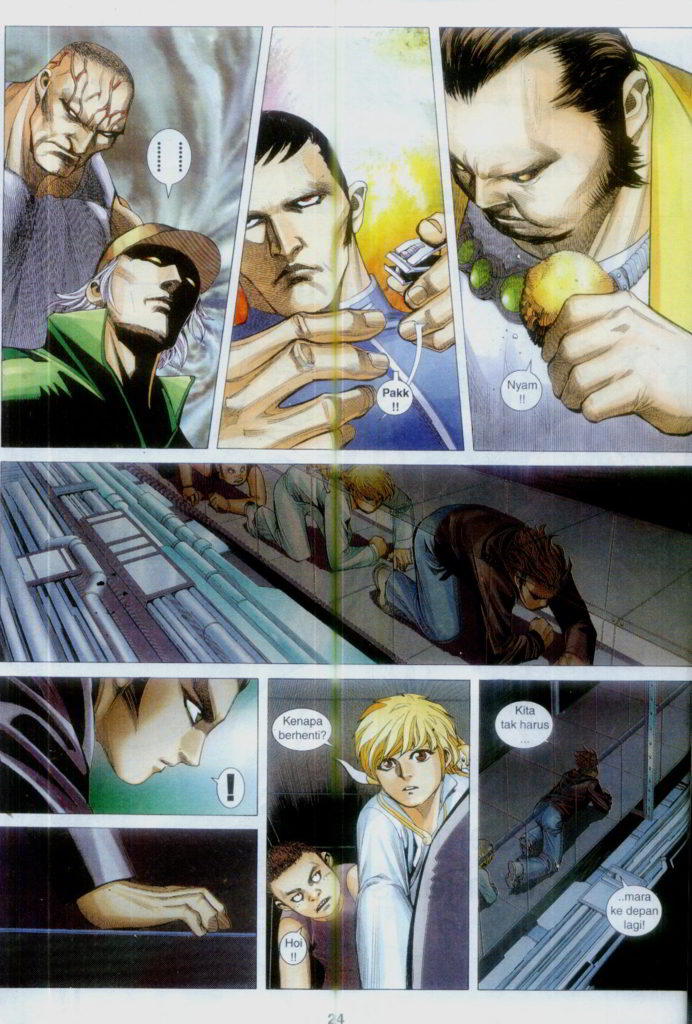 Pakk
!!
Nyam
!!
!
Kenapa
berhenti?
Hoi
!!
Kita
tak harus
...
..mara
ke depan
lagi!
24